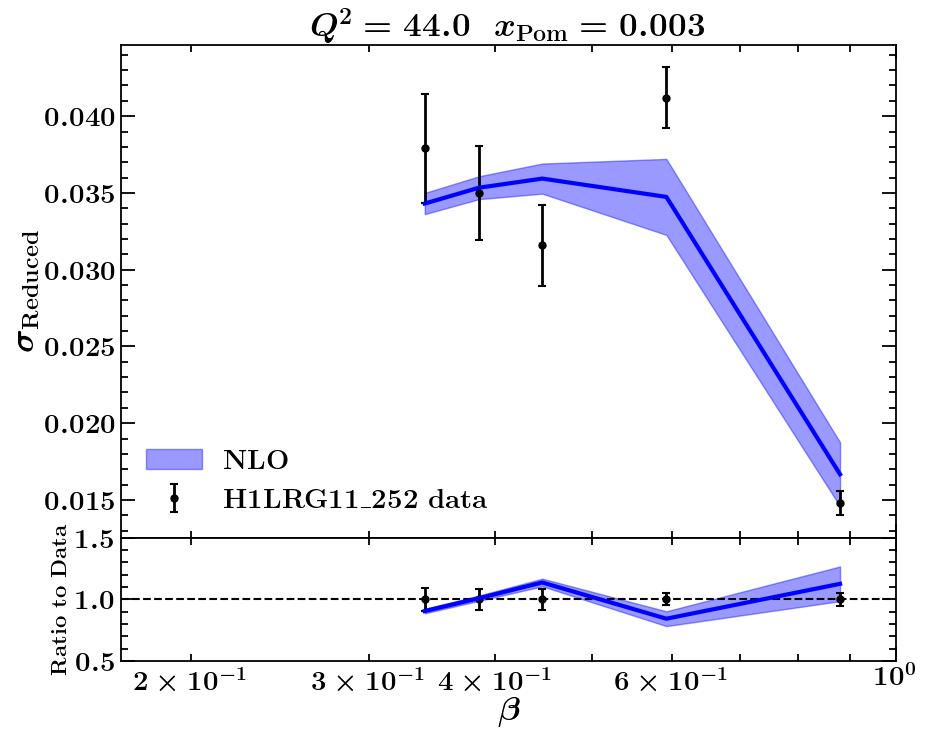 Q² = 44.0 x_Pom = 0.003
0.040
0.035
0.030
0.025
0.020
0.015
σ_Reduced
NLO
H1LRG11_252 data
1.5
1.0
0.5
Ratio to Data
2 × 10⁻¹ 3 × 10⁻¹ 4 × 10⁻¹ 6 × 10⁻¹ 10⁰
β